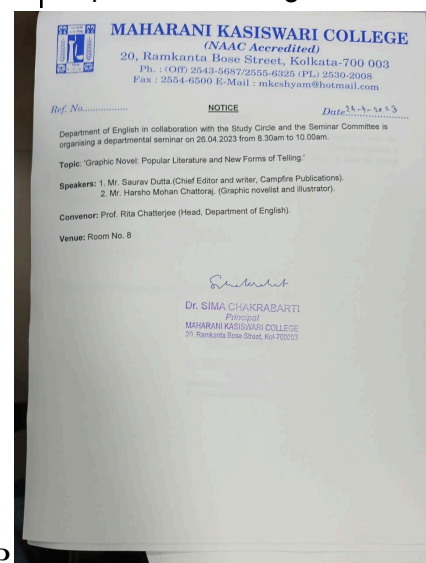 MAHARANI KASISWARI COLLEGE
(NAAC Accredited)
20, Ramkanta Bose Street, Kolkata-700 003
Ph. : (Off) 2543-5687/2555-6325 (PL) 2530-2008
Fax : 2554-6500 E-Mail : mkcshyam@hotmail.com
Ref. No................ NOTICE Date 24-4-2023
Department of English in collaboration with the Study Circle and the Seminar Committee is
organising a departmental seminar on 26.04.2023 from 8.30am to 10.00am.
Topic: 'Graphic Novel: Popular Literature and New Forms of Telling.'
Speakers: 1. Mr. Saurav Dutta.(Chief Editor and writer, Campfire Publications).
2. Mr. Harsho Mohan Chattoraj. (Graphic novelist and illustrator).
Convenor: Prof. Rita Chatterjee (Head, Department of English).
Venue: Room No. 8
Dr. SIMA CHAKRABARTI
Principal
MAHARANI KASISWARI COLLEGE
20, Ramkanta Bose Street, Kol-700003